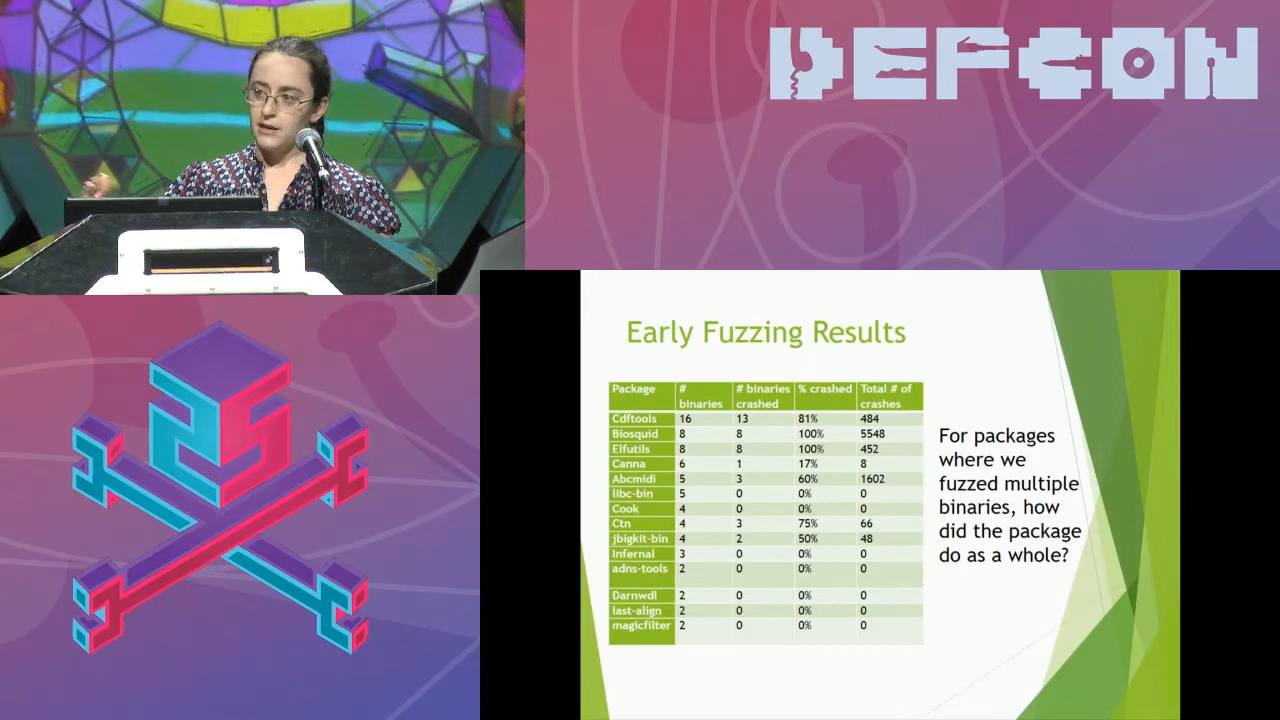 DEFCON
Early Fuzzing Results
Package # binaries # binaries crashed % crashed Total # of crashes
Cdftools 16 13 81% 484
Biosquid 8 8 100% 5548
Elfutils 8 8 100% 452
Canna 6 1 17% 8
Abcmidi 5 3 60% 1602
libc-bin 5 0 0% 0
Cook 4 0 0% 0
Ctn 4 3 75% 66
jbigkit-bin 4 2 50% 48
Infernal 3 0 0% 0
adns-tools 2 0 0% 0
Darnwdl 2 0 0% 0
last-align 2 0 0% 0
magicfilter 2 0 0% 0
For packages
where we
fuzzed multiple
binaries, how
did the package
do as a whole?